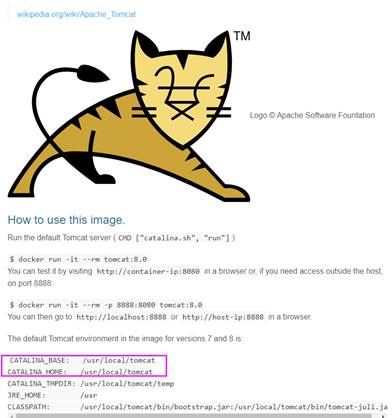 wikipedia.org/wiki/Apache_Tomcat
TM
Logo © Apache Software Fountation
How to use this image.
Run the default Tomcat server ( CMD ["catalina.sh", "run"] ):
$ docker run -it --rm tomcat:8.0
You can test it by visiting http://container-ip:8080 in a browser or, if you need access outside the host,
on port 8888:
$ docker run -it --rm -p 8888:8080 tomcat:8.0
You can then go to http://localhost:8888 or http://host-ip:8888 in a browser.
The default Tomcat environment in the image for versions 7 and 8 is:
CATALINA_BASE: /usr/local/tomcat
CATALINA_HOME: /usr/local/tomcat
CATALINA_TMPDIR: /usr/local/tomcat/temp
JRE_HOME: /usr
CLASSPATH: /usr/local/tomcat/bin/bootstrap.jar:/usr/local/tomcat/bin/tomcat-juli.ja